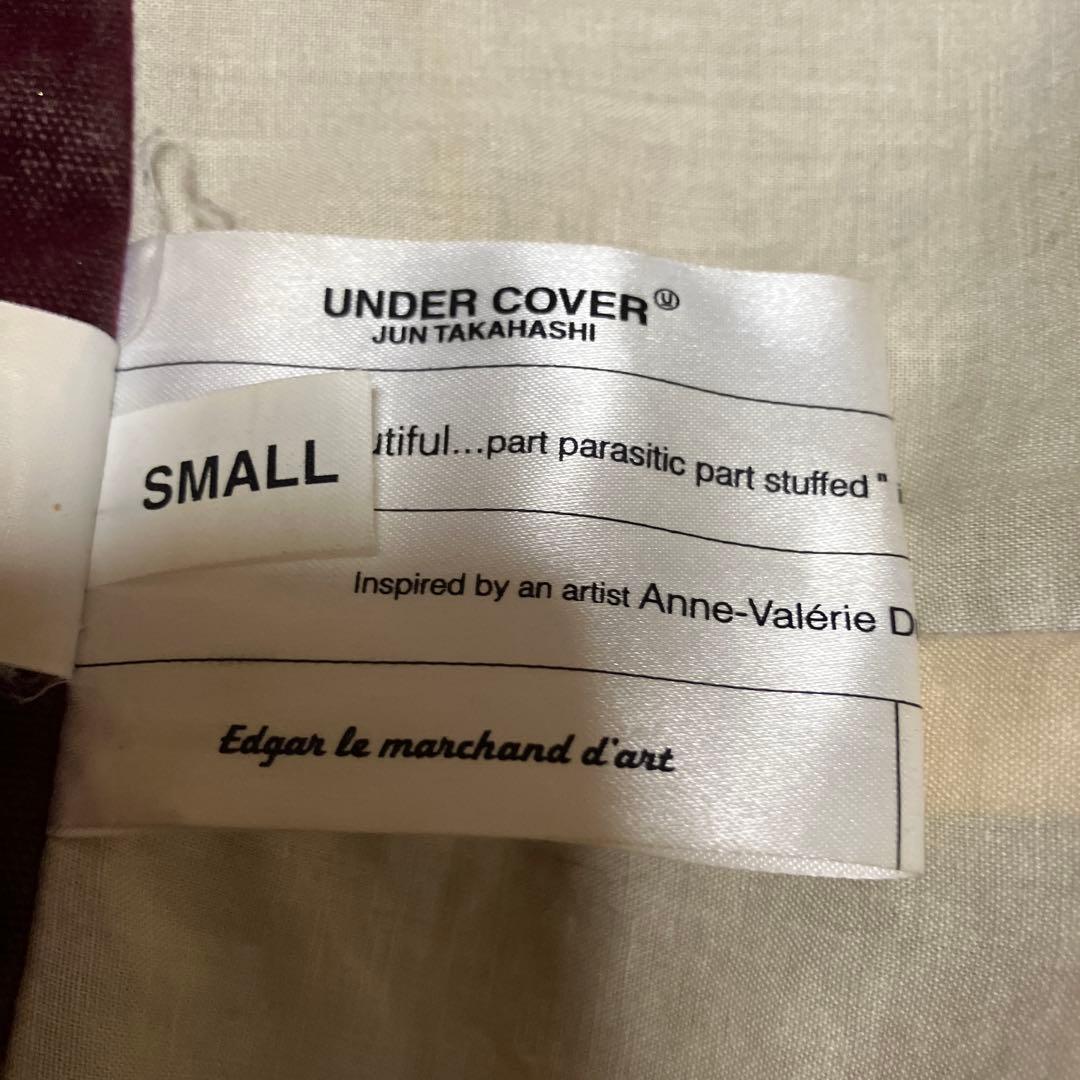 UNDER COVER Ⓤ
JUN TAKAHASHI
SMALL
utiful...part parasitic part stuffed " i
Inspired by an artist Anne-Valérie D
Edgar le marchand d'art